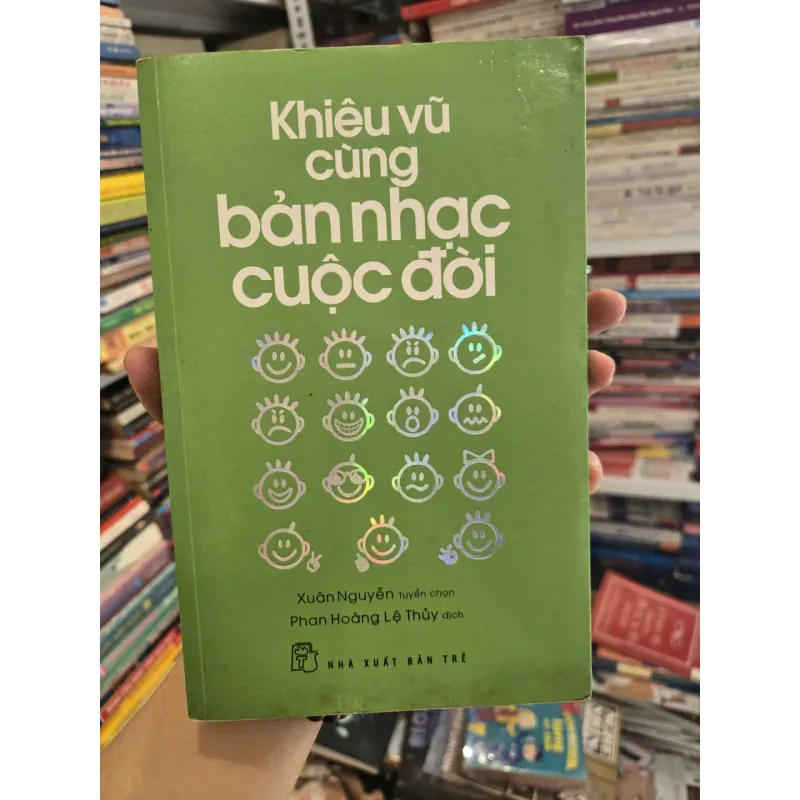 Khiêu vũ
cùng
bản nhạc
cuộc đời
Xuân Nguyễn tuyển chọn
Phan Hoàng Lệ Thủy dịch
NHÀ XUẤT BẢN TRẺ